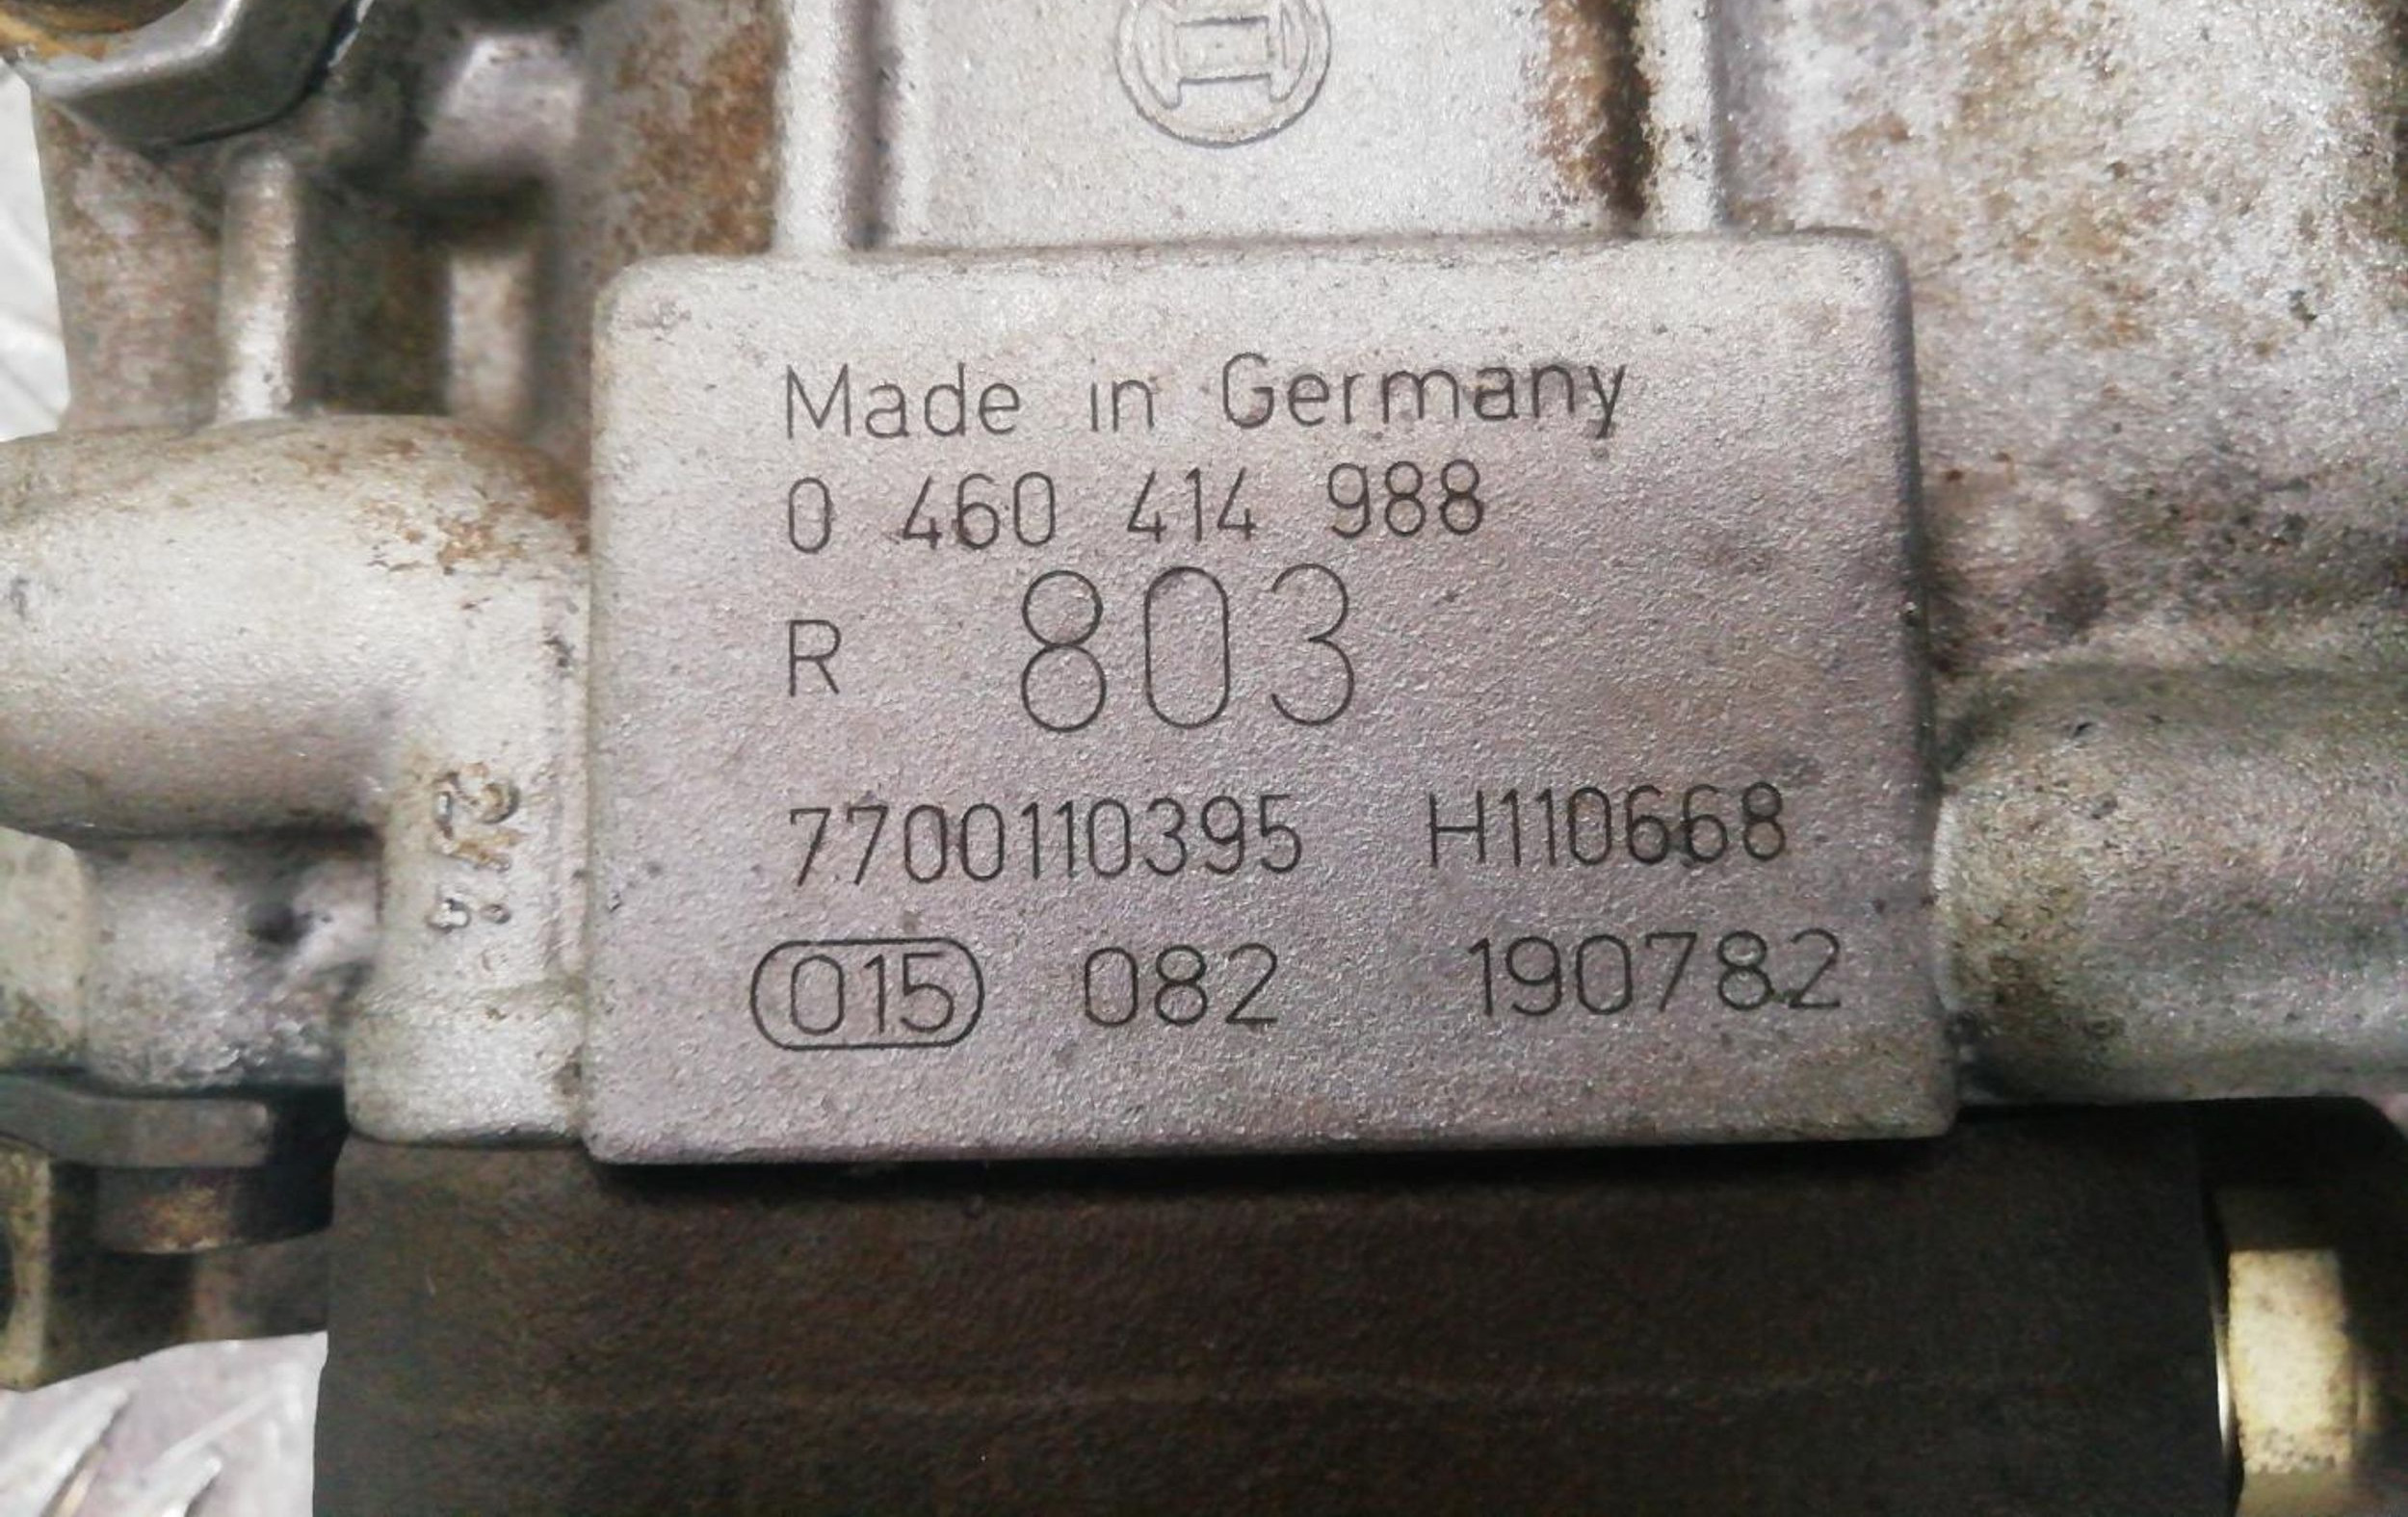 Made in Germany
0 460 414 988
R 803
7700110395 H110668
015 082 190782